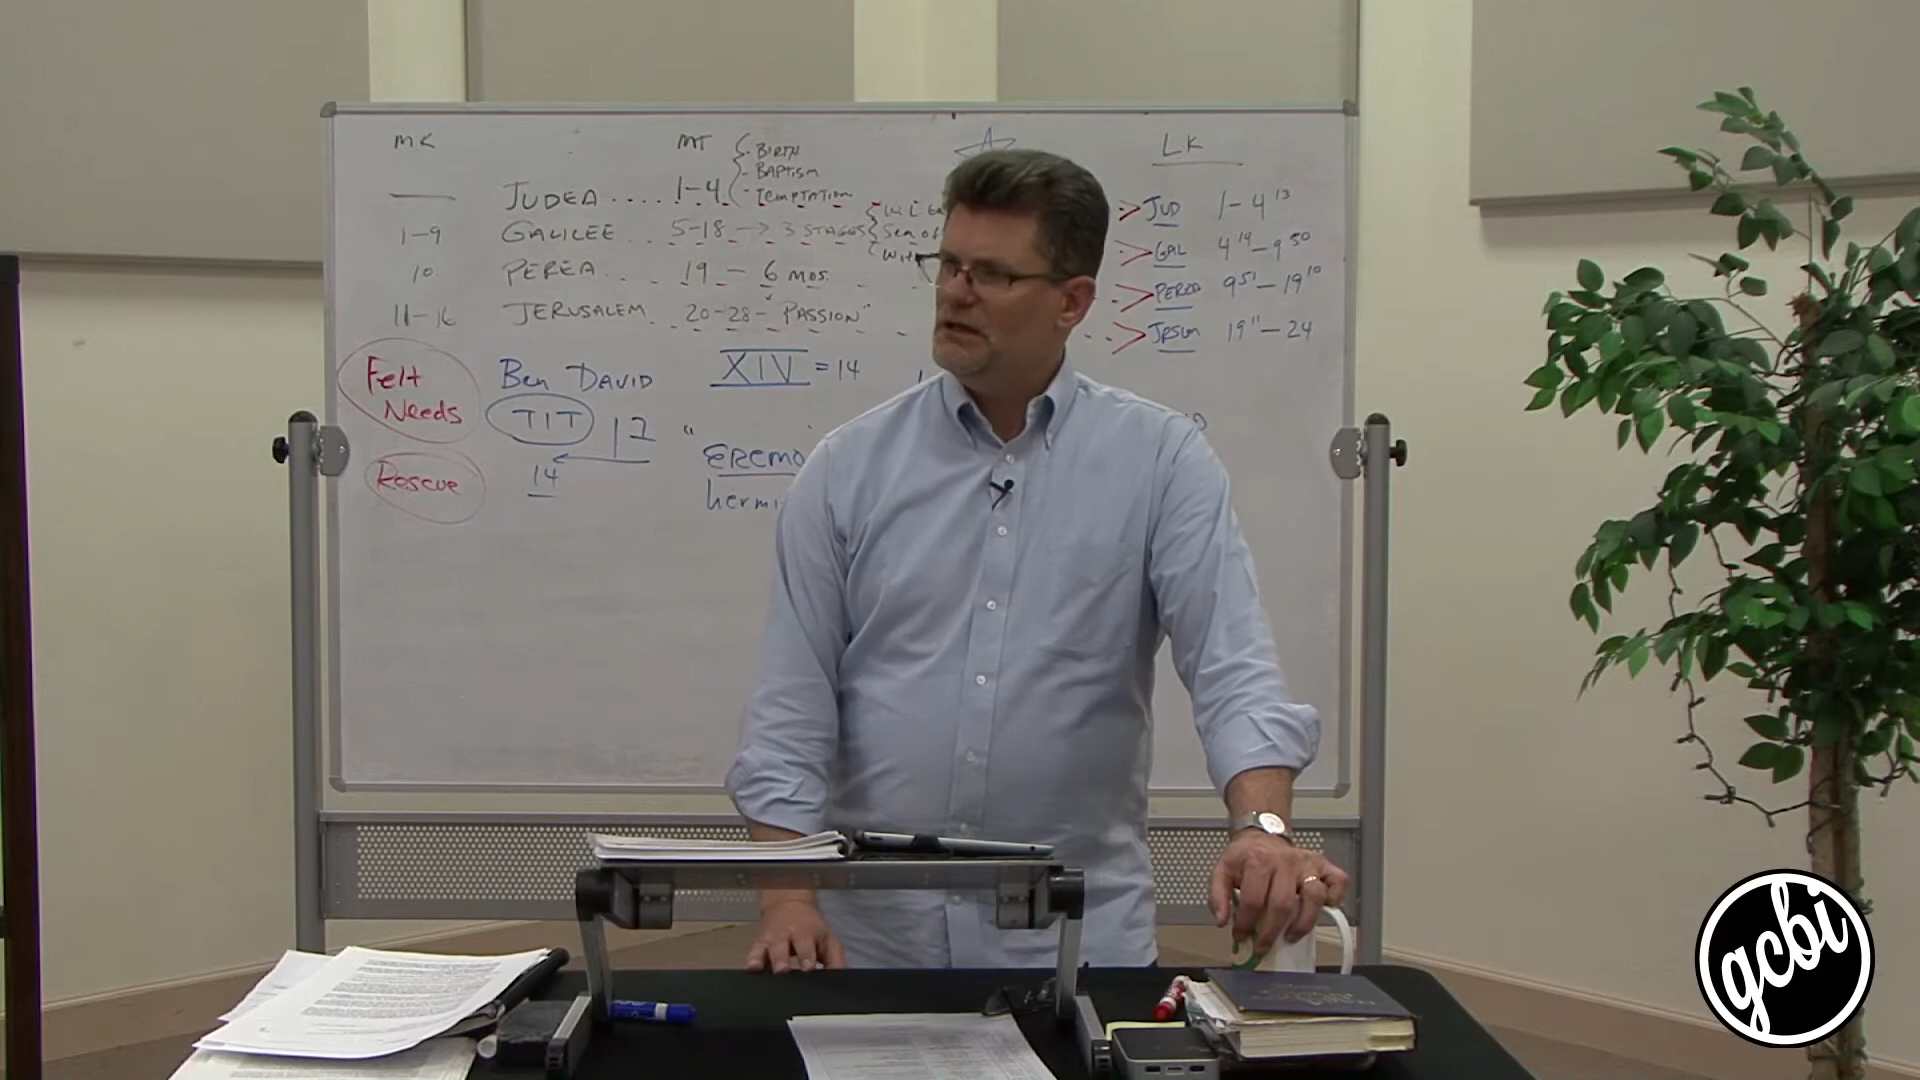 MK MT - BIRTH LK
- BAPTISM
JUDEA .... 1-4 - TEMPTATION JUD 1-4 13
1-9 GALILEE .. 5-18 → 3 STAGES Sea of GAL 4 14 - 9 50
10 PEREA ... 19 - 6 mos. PEREA 9 51 - 19 10
11-16 JERUSALEM .. 20-28 - "PASSION" JRSLM 19 11 - 24
Felt Needs
Ben DAVID XIV = 14
Rescue
14
gcbi